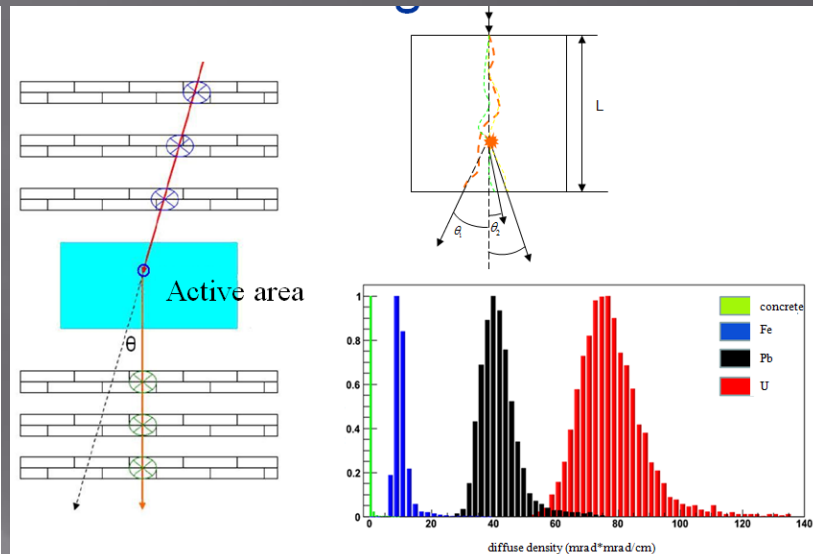 θ
Active area
L
θ₁
θ₂
1
0.8
0.6
0.4
0.2
0
0 20 40 60 80 100 120 140
concrete
Fe
Pb
U
diffuse density (mrad*mrad/cm)